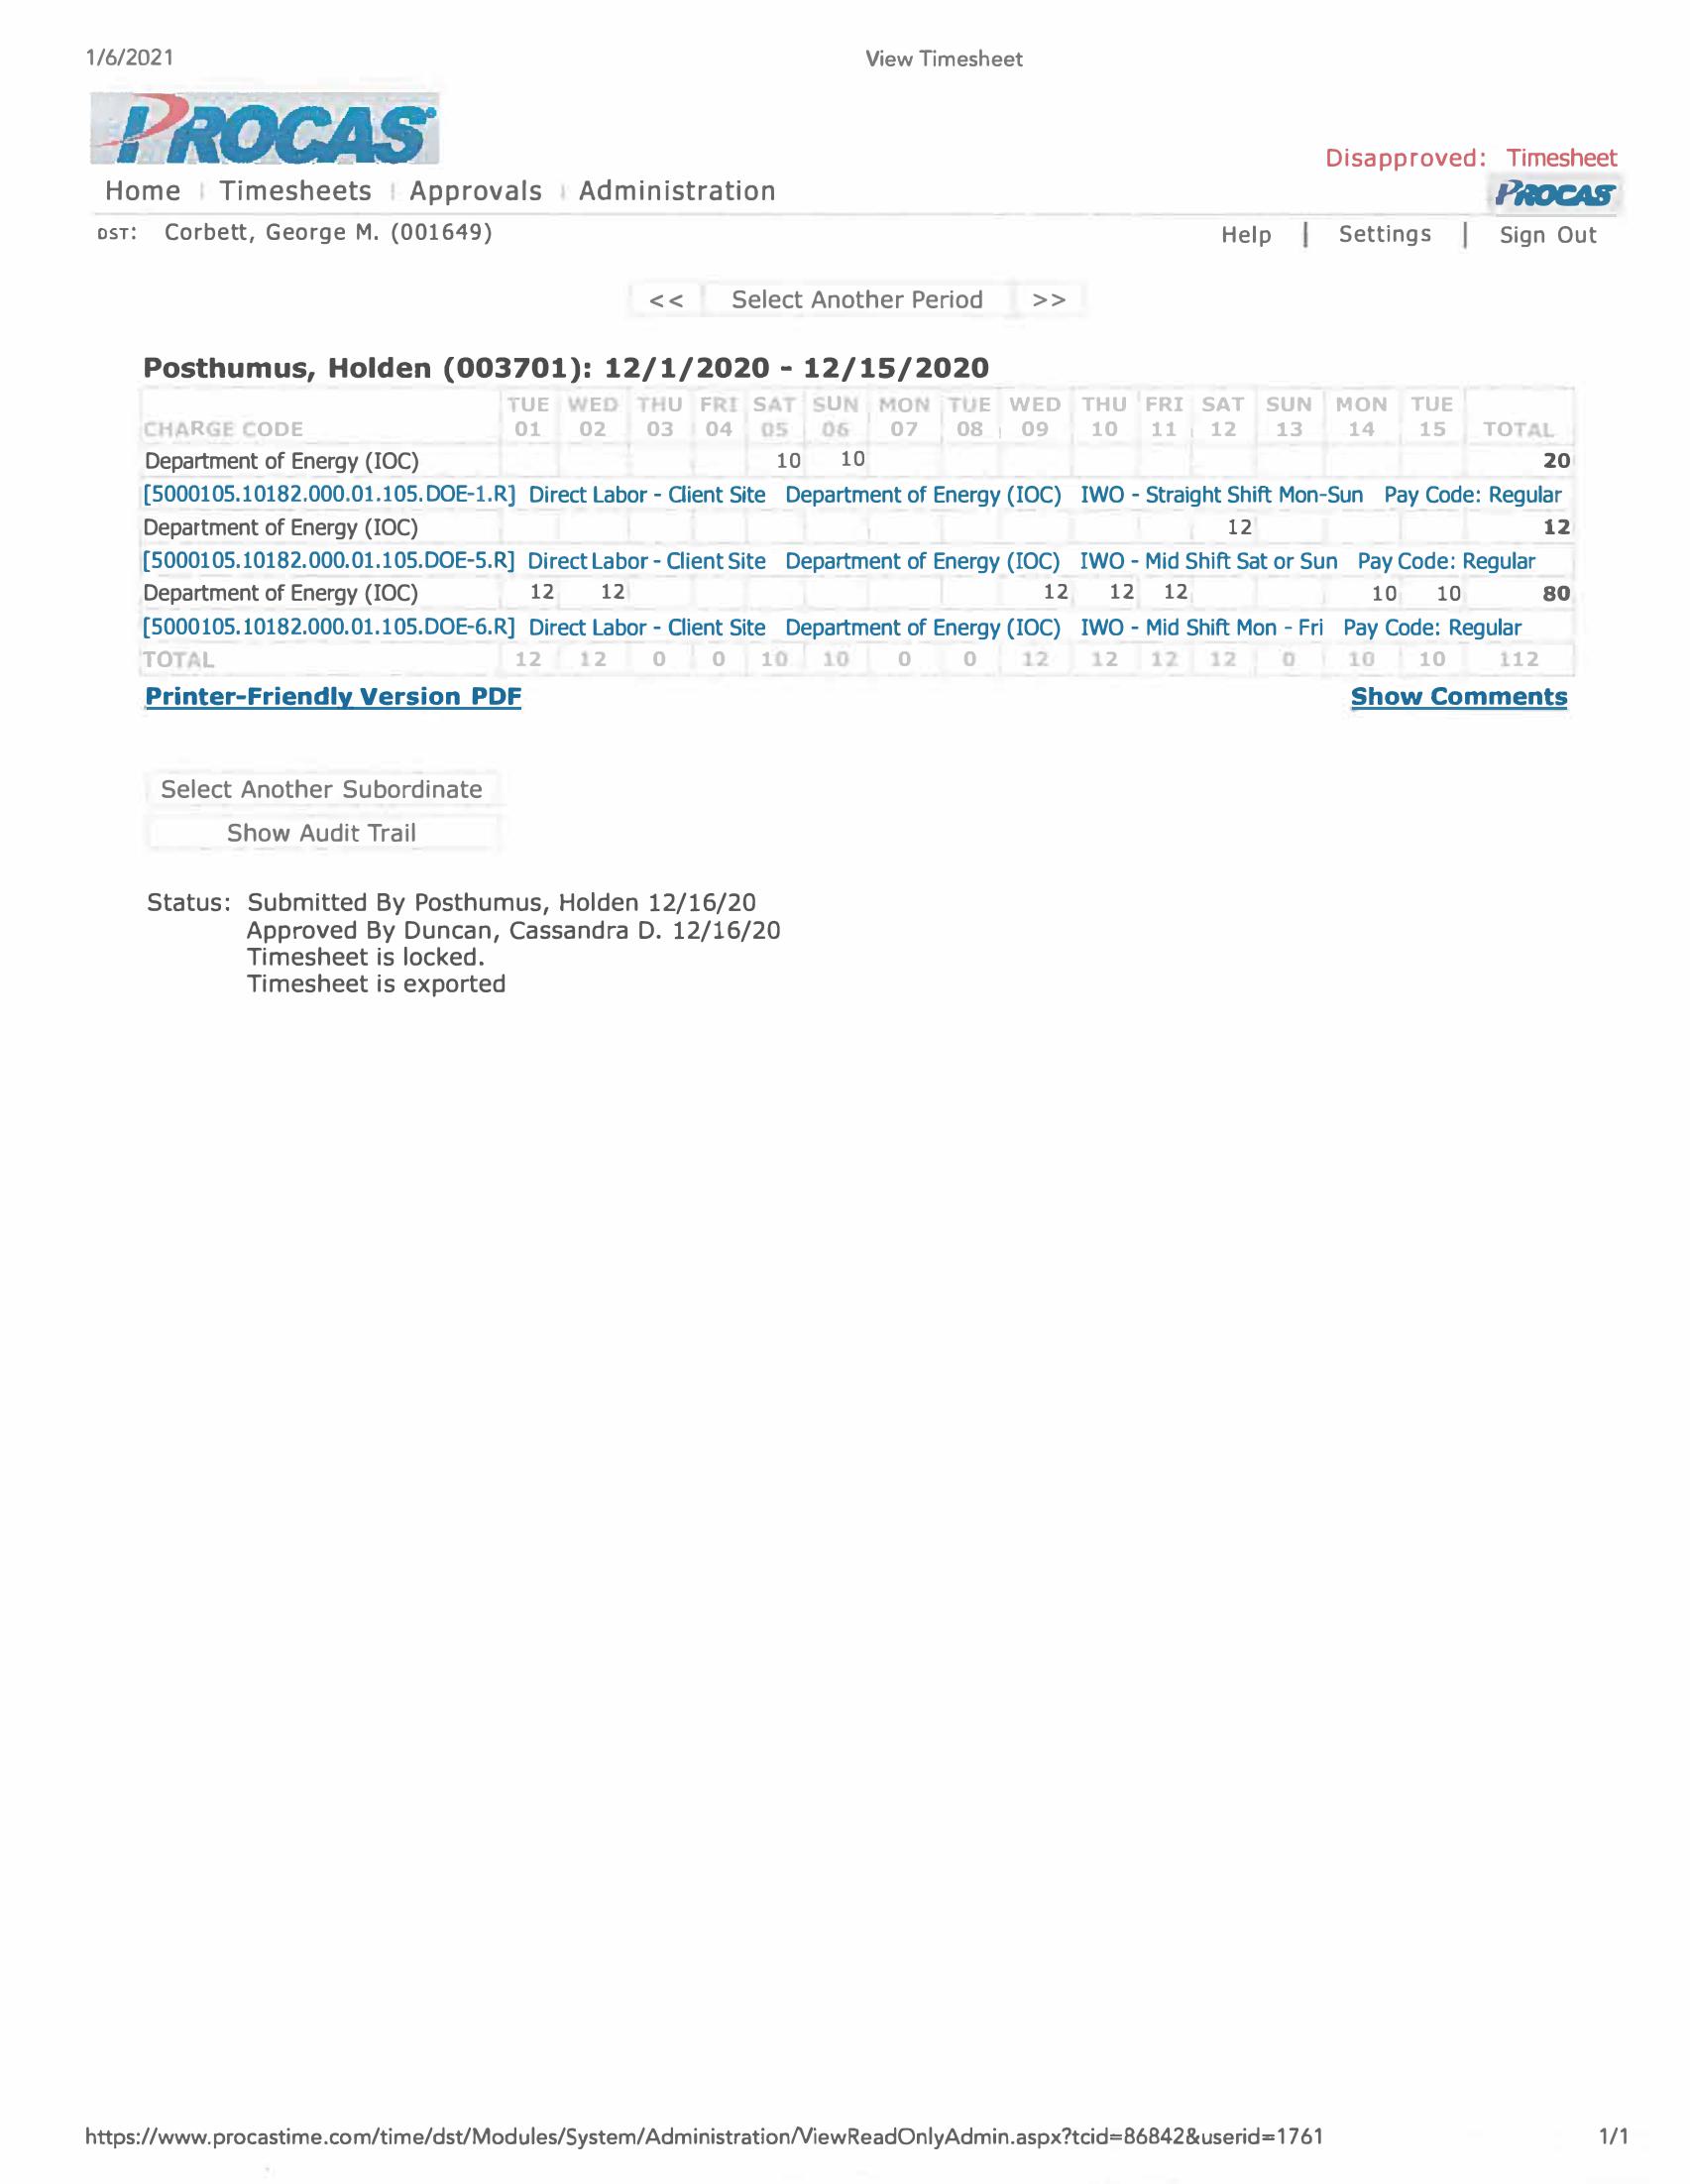 1/6/2021 View Timesheet
PROCAS
Disapproved: Timesheet
Home | Timesheets | Approvals | Administration
PROCAS
DST: Corbett, George M. (001649) Help | Settings | Sign Out
<< Select Another Period >>
Posthumus, Holden (003701): 12/1/2020 - 12/15/2020
TUE WED THU FRI SAT SUN MON TUE WED THU FRI SAT SUN MON TUE
CHARGE CODE 01 02 03 04 05 06 07 08 09 10 11 12 13 14 15 TOTAL
Department of Energy (IOC) 10 10 20
[5000105.10182.000.01.105.DOE-1.R] Direct Labor - Client Site Department of Energy (IOC) IWO - Straight Shift Mon-Sun Pay Code: Regular
Department of Energy (IOC) 12 12
[5000105.10182.000.01.105.DOE-5.R] Direct Labor - Client Site Department of Energy (IOC) IWO - Mid Shift Sat or Sun Pay Code: Regular
Department of Energy (IOC) 12 12 12 12 12 10 10 80
[5000105.10182.000.01.105.DOE-6.R] Direct Labor - Client Site Department of Energy (IOC) IWO - Mid Shift Mon - Fri Pay Code: Regular
TOTAL 12 12 0 0 10 10 0 0 12 12 12 12 0 10 10 112
Printer-Friendly Version PDF Show Comments
Select Another Subordinate
Show Audit Trail
Status: Submitted By Posthumus, Holden 12/16/20
Approved By Duncan, Cassandra D. 12/16/20
Timesheet is locked.
Timesheet is exported
https://www.procastime.com/time/dst/Modules/System/Administration/ViewReadOnlyAdmin.aspx?tcid=86842&userid=1761 1/1